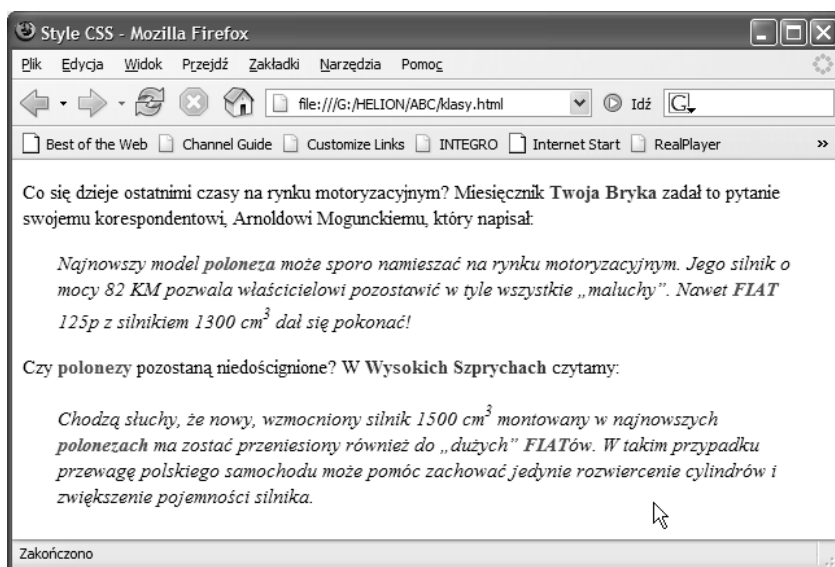 Style CSS - Mozilla Firefox
Plik Edycja Widok Przejdź Zakładki Narzędzia Pomoc
file:///G:/HELION/ABC/klasy.html Idź G
Best of the Web Channel Guide Customize Links INTEGRO Internet Start RealPlayer »
Co się dzieje ostatnimi czasy na rynku motoryzacyjnym? Miesięcznik Twoja Bryka zadał to pytanie
swojemu korespondentowi, Arnoldowi Mogunckiemu, który napisał:
Najnowszy model poloneza może sporo namieszać na rynku motoryzacyjnym. Jego silnik o
mocy 82 KM pozwala właścicielowi pozostawić w tyle wszystkie „maluchy”. Nawet FIAT
125p z silnikiem 1300 cm³ dał się pokonać!
Czy polonezy pozostaną niedoścignione? W Wysokich Szprychach czytamy:
Chodzą słuchy, że nowy, wzmocniony silnik 1500 cm³ montowany w najnowszych
polonezach ma zostać przeniesiony również do „dużych” FIATów. W takim przypadku
przewagę polskiego samochodu może pomóc zachować jedynie rozwiercenie cylindrów i
zwiększenie pojemności silnika.
Zakończono